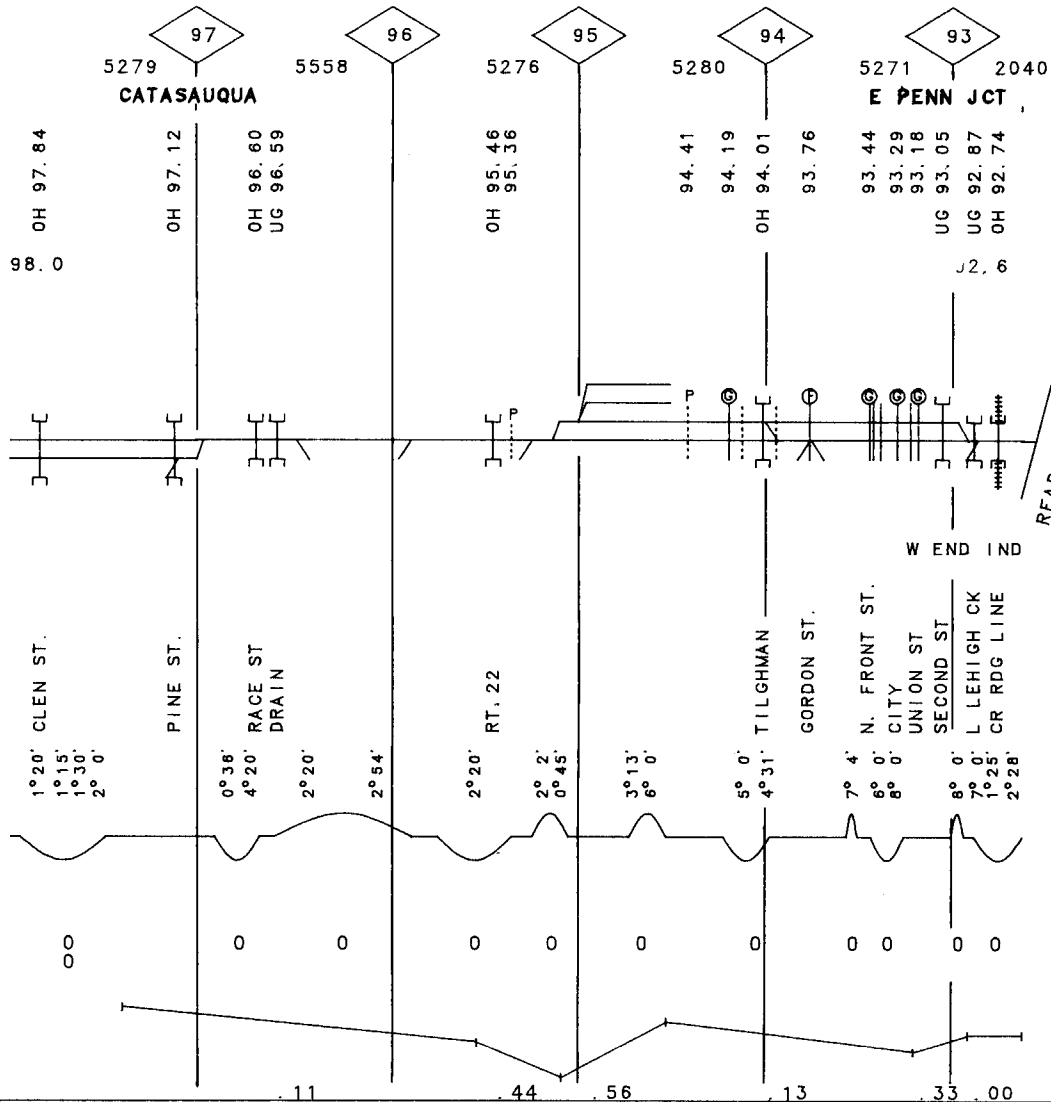 97 96 95 94 93
5279 5558 5276 5280 5271 2040
CATASAUQUA E PENN JCT
OH 97.84
OH 97.12
OH 96.60
UG 96.59
OH 95.46
95.36
94.41
94.19
OH 94.01
93.76
93.44
93.29
93.18
UG 93.05
UG 92.87
OH 92.74
98.0
2,6
P P G F G G G
W END IND
CLEN ST.
PINE ST.
RACE ST
DRAIN
RT,22
TILGHMAN
GORDON ST.
N. FRONT ST.
CITY
UNION ST
SECOND ST
L LEHIGH CK
CR RDG LINE
1°20'
1°15'
1°30'
2° 0'
0°36'
4°20'
2°20'
2°54'
2°20'
2° 2'
0°45'
3°13'
6° 0'
5° 0'
4°31'
7° 4'
6° 0'
8° 0'
8° 0'
7° 0'
1°25'
2°28'
0 0 0 0 0 0 0 0 0 0 0
0
.11 .44 .56 .13 .33 .00